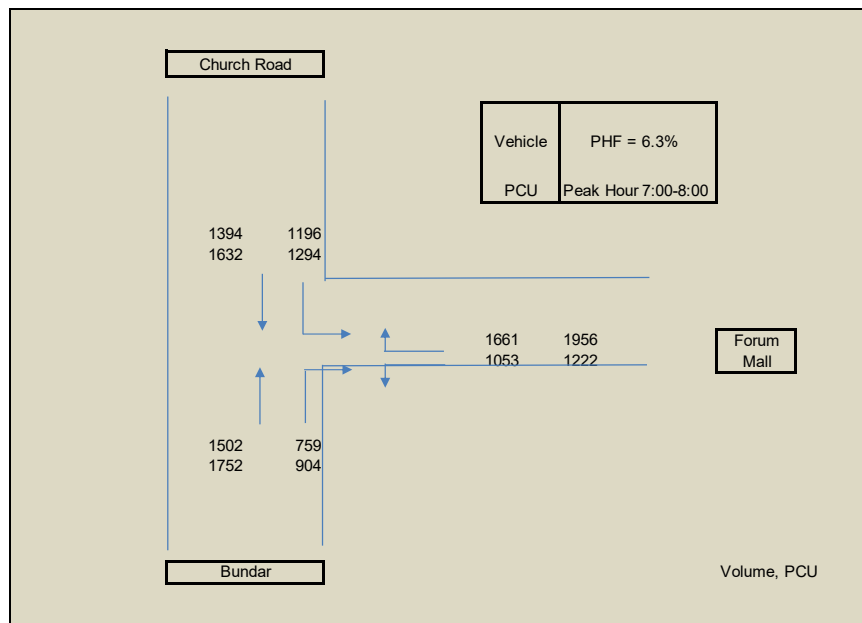 Church Road
Vehicle PHF = 6.3%
PCU Peak Hour 7:00-8:00
1394 1196
1632 1294
1661 1956
1053 1222
Forum
Mall
1502 759
1752 904
Bundar
Volume, PCU